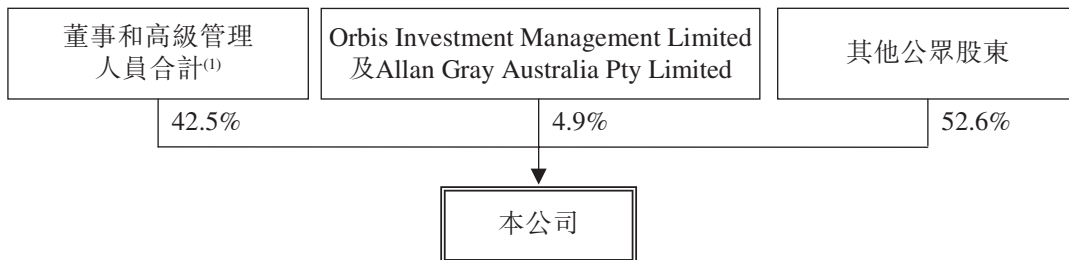 董事和高級管理
人員合計(1)
Orbis Investment Management Limited
及Allan Gray Australia Pty Limited
其他公眾股東
42.5%
4.9%
52.6%
本公司